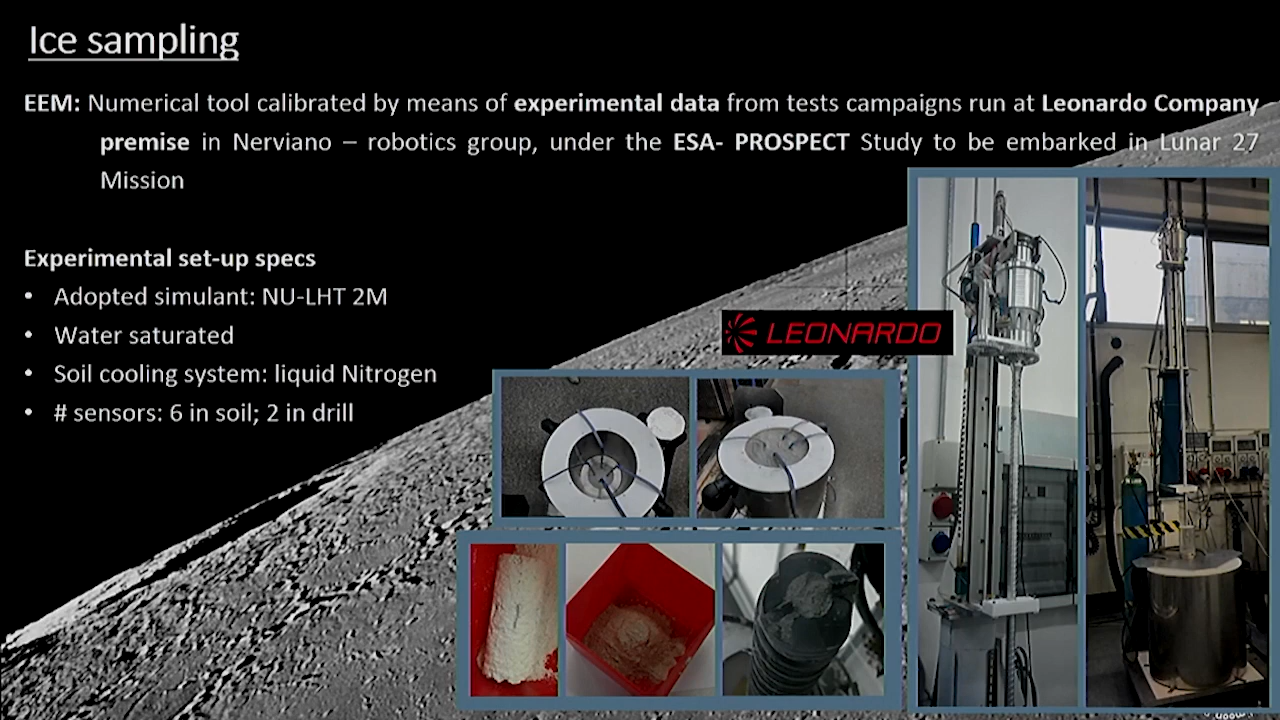 Ice sampling
EEM: Numerical tool calibrated by means of experimental data from tests campaigns run at Leonardo Company
premise in Nerviano – robotics group, under the ESA- PROSPECT Study to be embarked in Lunar 27
Mission
Experimental set-up specs
• Adopted simulant: NU-LHT 2M
• Water saturated
• Soil cooling system: liquid Nitrogen
• # sensors: 6 in soil; 2 in drill
LEONARDO